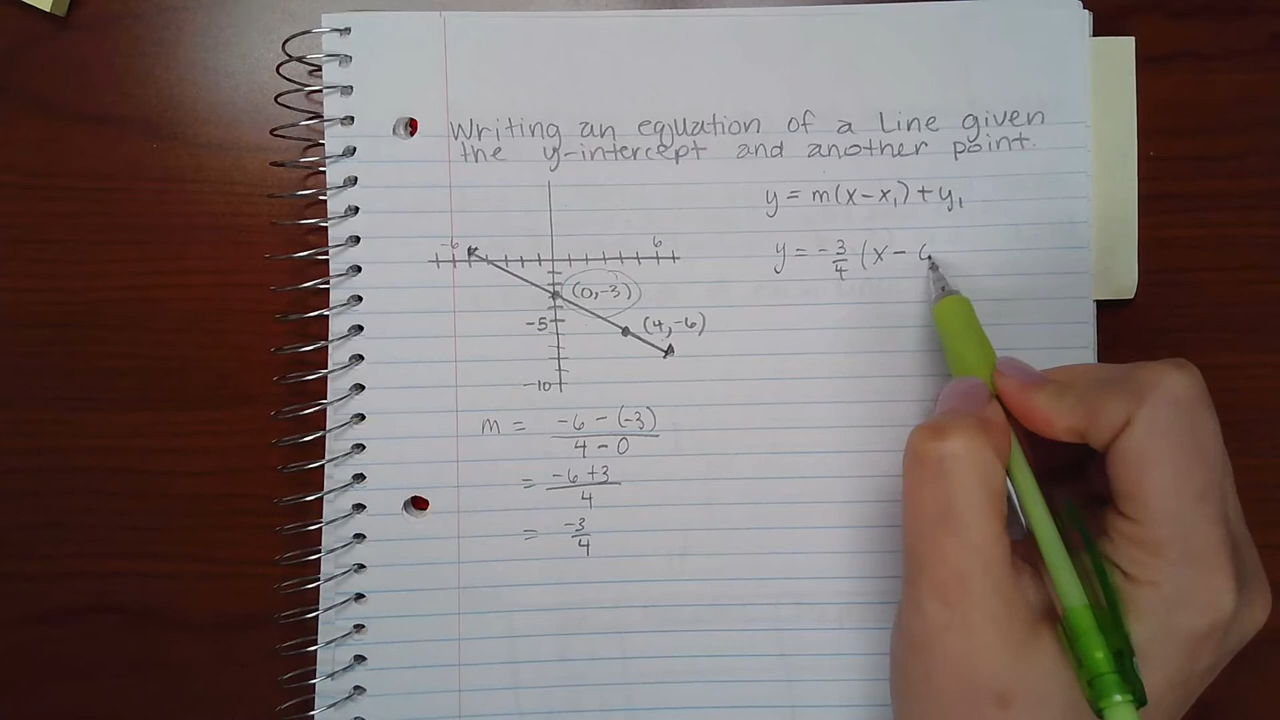 Writing an equation of a Line given
the y-intercept and another point.
y = m(x-x₁) + y₁
y = -3/4 (x -
-6
6
(0,-3)
-5
(4,-6)
-10
m = -6 - (-3) / 4 - 0
= -6 +3 / 4
= -3/4